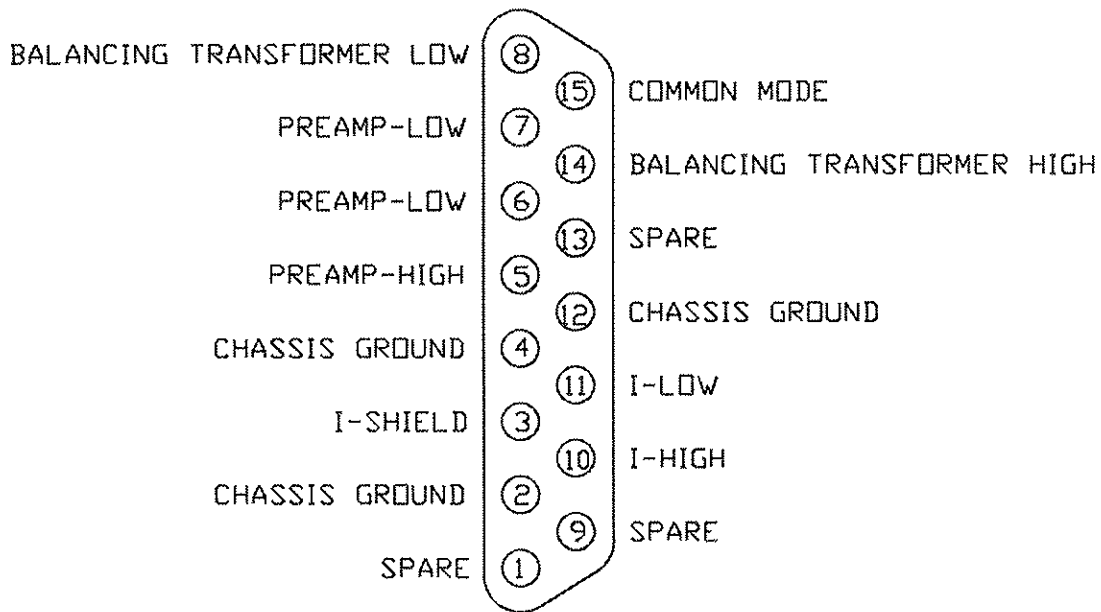 BALANCING TRANSFORMER LOW 8
15 COMMON MODE
PREAMP-LOW 7
14 BALANCING TRANSFORMER HIGH
PREAMP-LOW 6
13 SPARE
PREAMP-HIGH 5
12 CHASSIS GROUND
CHASSIS GROUND 4
11 I-LOW
I-SHIELD 3
10 I-HIGH
CHASSIS GROUND 2
9 SPARE
SPARE 1